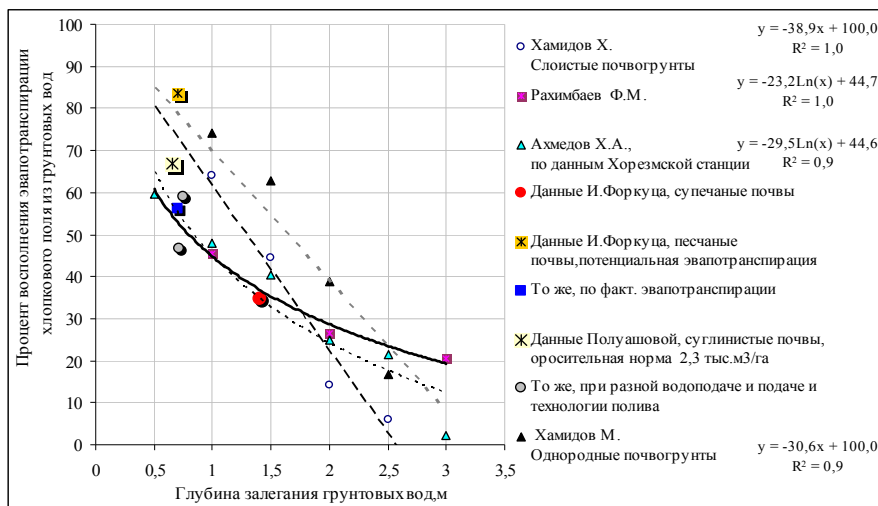 Процент восполнения эвапотранспирации
хлопкового поля из грунтовых вод
100
90
80
70
60
50
40
30
20
10
0
0
0,5
1
1,5
2
2,5
3
3,5
Глубина залегания грунтовых вод,м
y = -38,9x + 100,0
R² = 1,0
Хамидов Х.
Слоистые почвогрунты
Рахимбаев Ф.М.
y = -23,2Ln(x) + 44,7
R² = 1,0
Ахмедов Х.А.,
по данным Хорезмской станции
y = -29,5Ln(x) + 44,6
R² = 0,9
Данные И.Форкуца, супечаные почвы
Данные И.Форкуца, песчаные
почвы,потенциальная эвапотранспирация
То же, по факт. эвапотранспирации
Данные Полуашовой, суглинистые почвы,
оросительная норма 2,3 тыс.м3/га
То же, при разной водоподаче и подаче и
технологии полива
Хамидов М.
Однородные почвогрунты
y = -30,6x + 100,0
R² = 0,9